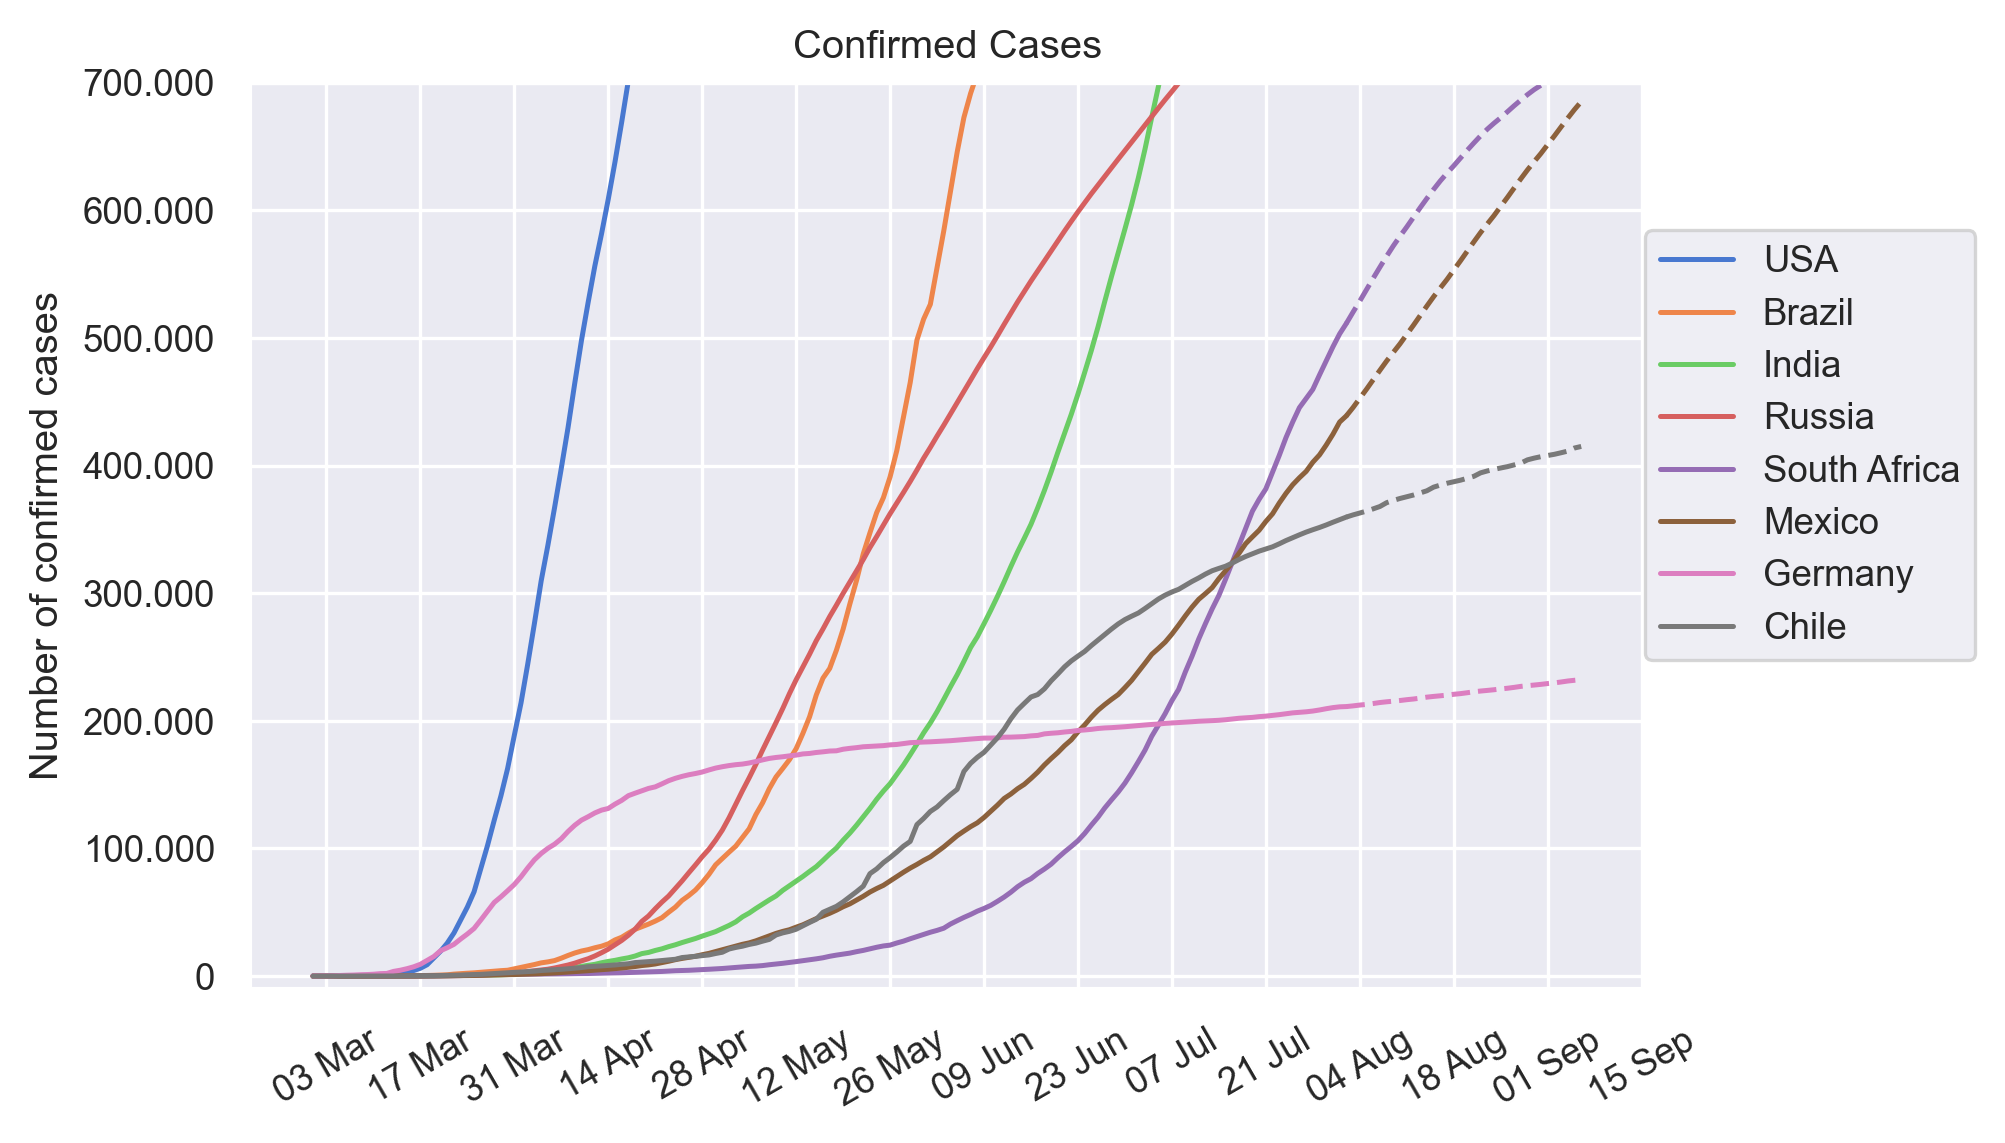 Confirmed Cases
700.000
600.000
500.000
400.000
300.000
200.000
100.000
0
Number of confirmed cases
03 Mar
17 Mar
31 Mar
14 Apr
28 Apr
12 May
26 May
09 Jun
23 Jun
07 Jul
21 Jul
04 Aug
18 Aug
01 Sep
15 Sep
USA
Brazil
India
Russia
South Africa
Mexico
Germany
Chile